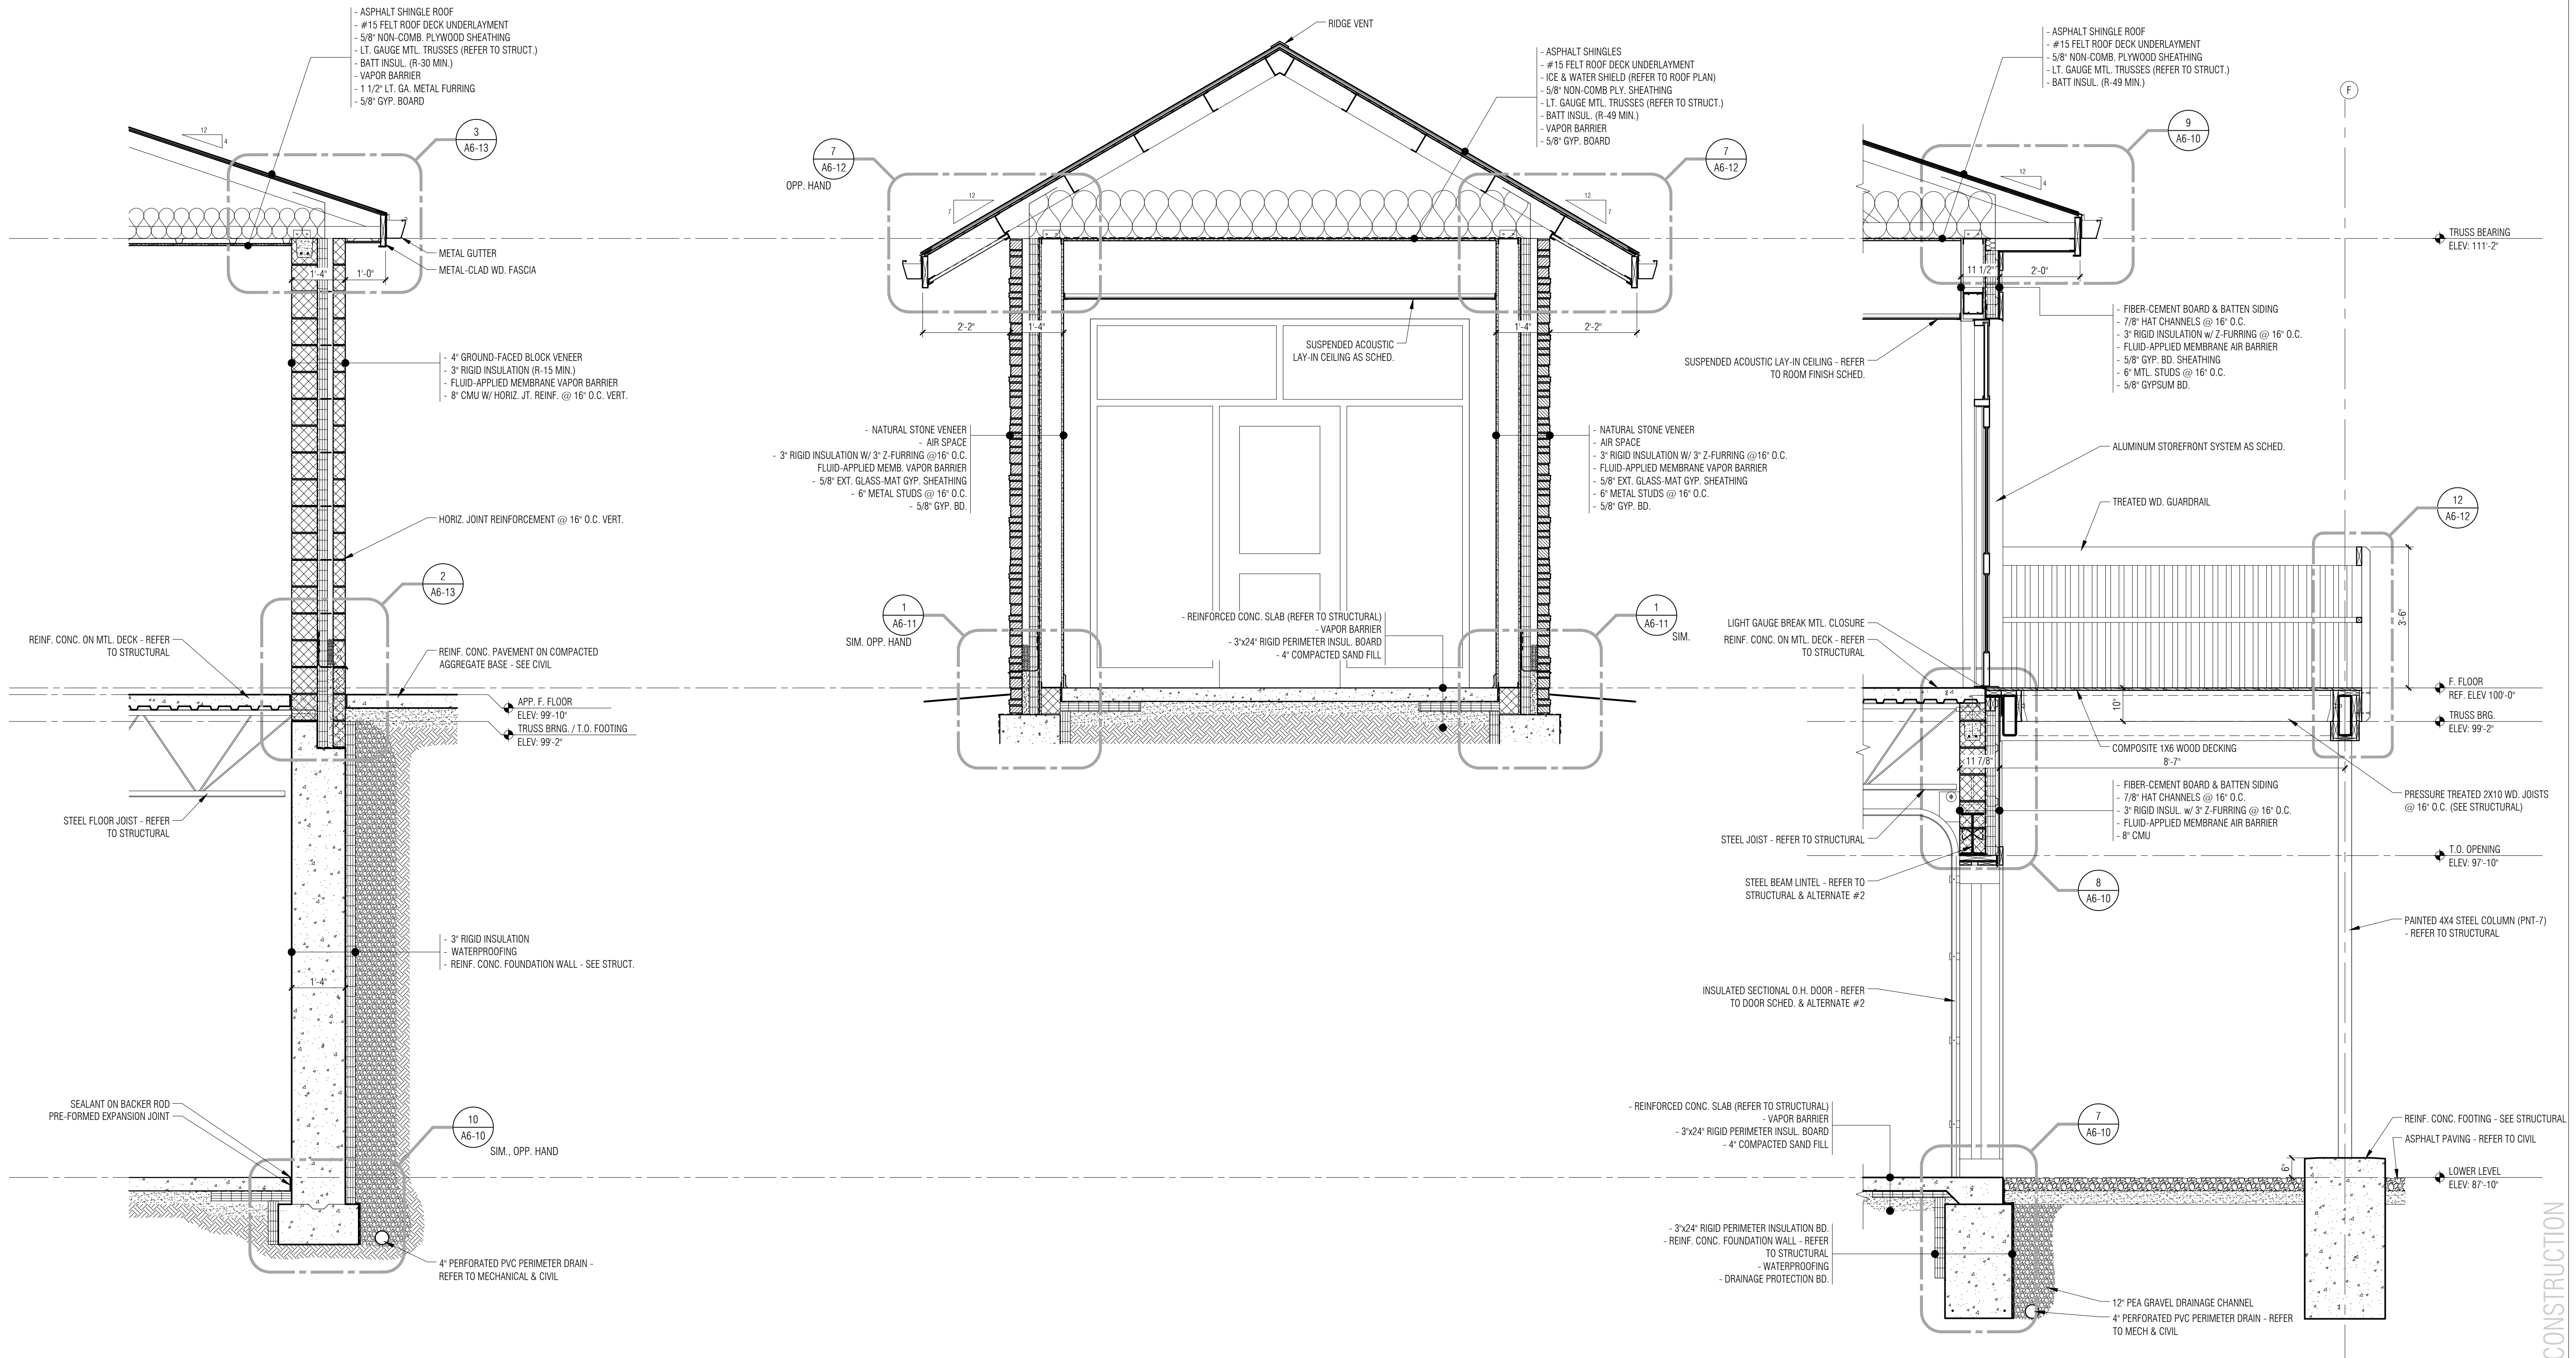 - ASPHALT SHINGLE ROOF
- #15 FELT ROOF DECK UNDERLAYMENT
- 5/8" NON-COMB. PLYWOOD SHEATHING
- LT. GAUGE MTL. TRUSSES (REFER TO STRUCT.)
- BATT INSUL. (R-30 MIN.)
- VAPOR BARRIER
- 1 1/2" LT. GA. METAL FURRING
- 5/8" GYP. BOARD
12
4
3
A6-13
METAL GUTTER
METAL-CLAD WD. FASCIA
1'-4"
1'-0"
- 4" GROUND-FACED BLOCK VENEER
- 3" RIGID INSULATION (R-15 MIN.)
- FLUID-APPLIED MEMBRANE VAPOR BARRIER
- 8" CMU W/ HORIZ. JT. REINF. @ 16" O.C. VERT.
HORIZ. JOINT REINFORCEMENT @ 16" O.C. VERT.
2
A6-13
REINF. CONC. ON MTL. DECK - REFER
TO STRUCTURAL
REINF. CONC. PAVEMENT ON COMPACTED
AGGREGATE BASE - SEE CIVIL
APP. F. FLOOR
ELEV: 99'-10"
TRUSS BRNG. / T.O. FOOTING
ELEV: 99'-2"
STEEL FLOOR JOIST - REFER
TO STRUCTURAL
- 3" RIGID INSULATION
- WATERPROOFING
- REINF. CONC. FOUNDATION WALL - SEE STRUCT.
1'-4"
SEALANT ON BACKER ROD
PRE-FORMED EXPANSION JOINT
10
A6-10
SIM., OPP. HAND
4" PERFORATED PVC PERIMETER DRAIN -
REFER TO MECHANICAL & CIVIL
RIDGE VENT
- ASPHALT SHINGLES
- #15 FELT ROOF DECK UNDERLAYMENT
- ICE & WATER SHIELD (REFER TO ROOF PLAN)
- 5/8" NON-COMB PLY. SHEATHING
- LT. GAUGE MTL. TRUSSES (REFER TO STRUCT.)
- BATT INSUL. (R-49 MIN.)
- VAPOR BARRIER
- 5/8" GYP. BOARD
7
A6-12
OPP. HAND
7
A6-12
12
7
12
7
2'-2"
1'-4"
1'-4"
2'-2"
SUSPENDED ACOUSTIC
LAY-IN CEILING AS SCHED.
- NATURAL STONE VENEER
- AIR SPACE
- 3" RIGID INSULATION W/ 3" Z-FURRING @16" O.C.
FLUID-APPLIED MEMB. VAPOR BARRIER
- 5/8" EXT. GLASS-MAT GYP. SHEATHING
- 6" METAL STUDS @ 16" O.C.
- 5/8" GYP. BD.
- NATURAL STONE VENEER
- AIR SPACE
- 3" RIGID INSULATION W/ 3" Z-FURRING @16" O.C.
- FLUID-APPLIED MEMBRANE VAPOR BARRIER
- 5/8" EXT. GLASS-MAT GYP. SHEATHING
- 6" METAL STUDS @ 16" O.C.
- 5/8" GYP. BD.
1
A6-11
SIM. OPP. HAND
- REINFORCED CONC. SLAB (REFER TO STRUCTURAL)
- VAPOR BARRIER
- 3"x24" RIGID PERIMETER INSUL. BOARD
- 4" COMPACTED SAND FILL
1
A6-11
SIM.
- ASPHALT SHINGLE ROOF
- #15 FELT ROOF DECK UNDERLAYMENT
- 5/8" NON-COMB. PLYWOOD SHEATHING
- LT. GAUGE MTL. TRUSSES (REFER TO STRUCT.)
- BATT INSUL. (R-49 MIN.)
F
9
A6-10
12
4
TRUSS BEARING
ELEV: 111'-2"
11 1/2"
2'-0"
- FIBER-CEMENT BOARD & BATTEN SIDING
- 7/8" HAT CHANNELS @ 16" O.C.
- 3" RIGID INSULATION w/ Z-FURRING @ 16" O.C.
- FLUID-APPLIED MEMBRANE AIR BARRIER
- 5/8" GYP. BD. SHEATHING
- 6" MTL. STUDS @ 16" O.C.
- 5/8" GYPSUM BD.
SUSPENDED ACOUSTIC LAY-IN CEILING - REFER
TO ROOM FINISH SCHED.
ALUMINUM STOREFRONT SYSTEM AS SCHED.
TREATED WD. GUARDRAIL
12
A6-12
3'-6"
LIGHT GAUGE BREAK MTL. CLOSURE
REINF. CONC. ON MTL. DECK - REFER
TO STRUCTURAL
F. FLOOR
REF. ELEV 100'-0"
TRUSS BRG.
ELEV: 99'-2"
10"
COMPOSITE 1X6 WOOD DECKING
11 7/8"
8'-7"
- FIBER-CEMENT BOARD & BATTEN SIDING
- 7/8" HAT CHANNELS @ 16" O.C.
- 3" RIGID INSUL. w/ 3" Z-FURRING @ 16" O.C.
- FLUID-APPLIED MEMBRANE AIR BARRIER
- 8" CMU
PRESSURE TREATED 2X10 WD. JOISTS
@ 16" O.C. (SEE STRUCTURAL)
STEEL JOIST - REFER TO STRUCTURAL
T.O. OPENING
ELEV: 97'-10"
STEEL BEAM LINTEL - REFER TO
STRUCTURAL & ALTERNATE #2
8
A6-10
PAINTED 4X4 STEEL COLUMN (PNT-7)
- REFER TO STRUCTURAL
INSULATED SECTIONAL O.H. DOOR - REFER
TO DOOR SCHED. & ALTERNATE #2
- REINFORCED CONC. SLAB (REFER TO STRUCTURAL)
- VAPOR BARRIER
- 3"x24" RIGID PERIMETER INSUL. BOARD
- 4" COMPACTED SAND FILL
7
A6-10
REINF. CONC. FOOTING - SEE STRUCTURAL
ASPHALT PAVING - REFER TO CIVIL
6"
LOWER LEVEL
ELEV: 87'-10"
- 3"x24" RIGID PERIMETER INSULATION BD.
- REINF. CONC. FOUNDATION WALL - REFER
TO STRUCTURAL
- WATERPROOFING
- DRAINAGE PROTECTION BD.
12" PEA GRAVEL DRAINAGE CHANNEL
4" PERFORATED PVC PERIMETER DRAIN - REFER
TO MECH & CIVIL
CONSTRUCTION